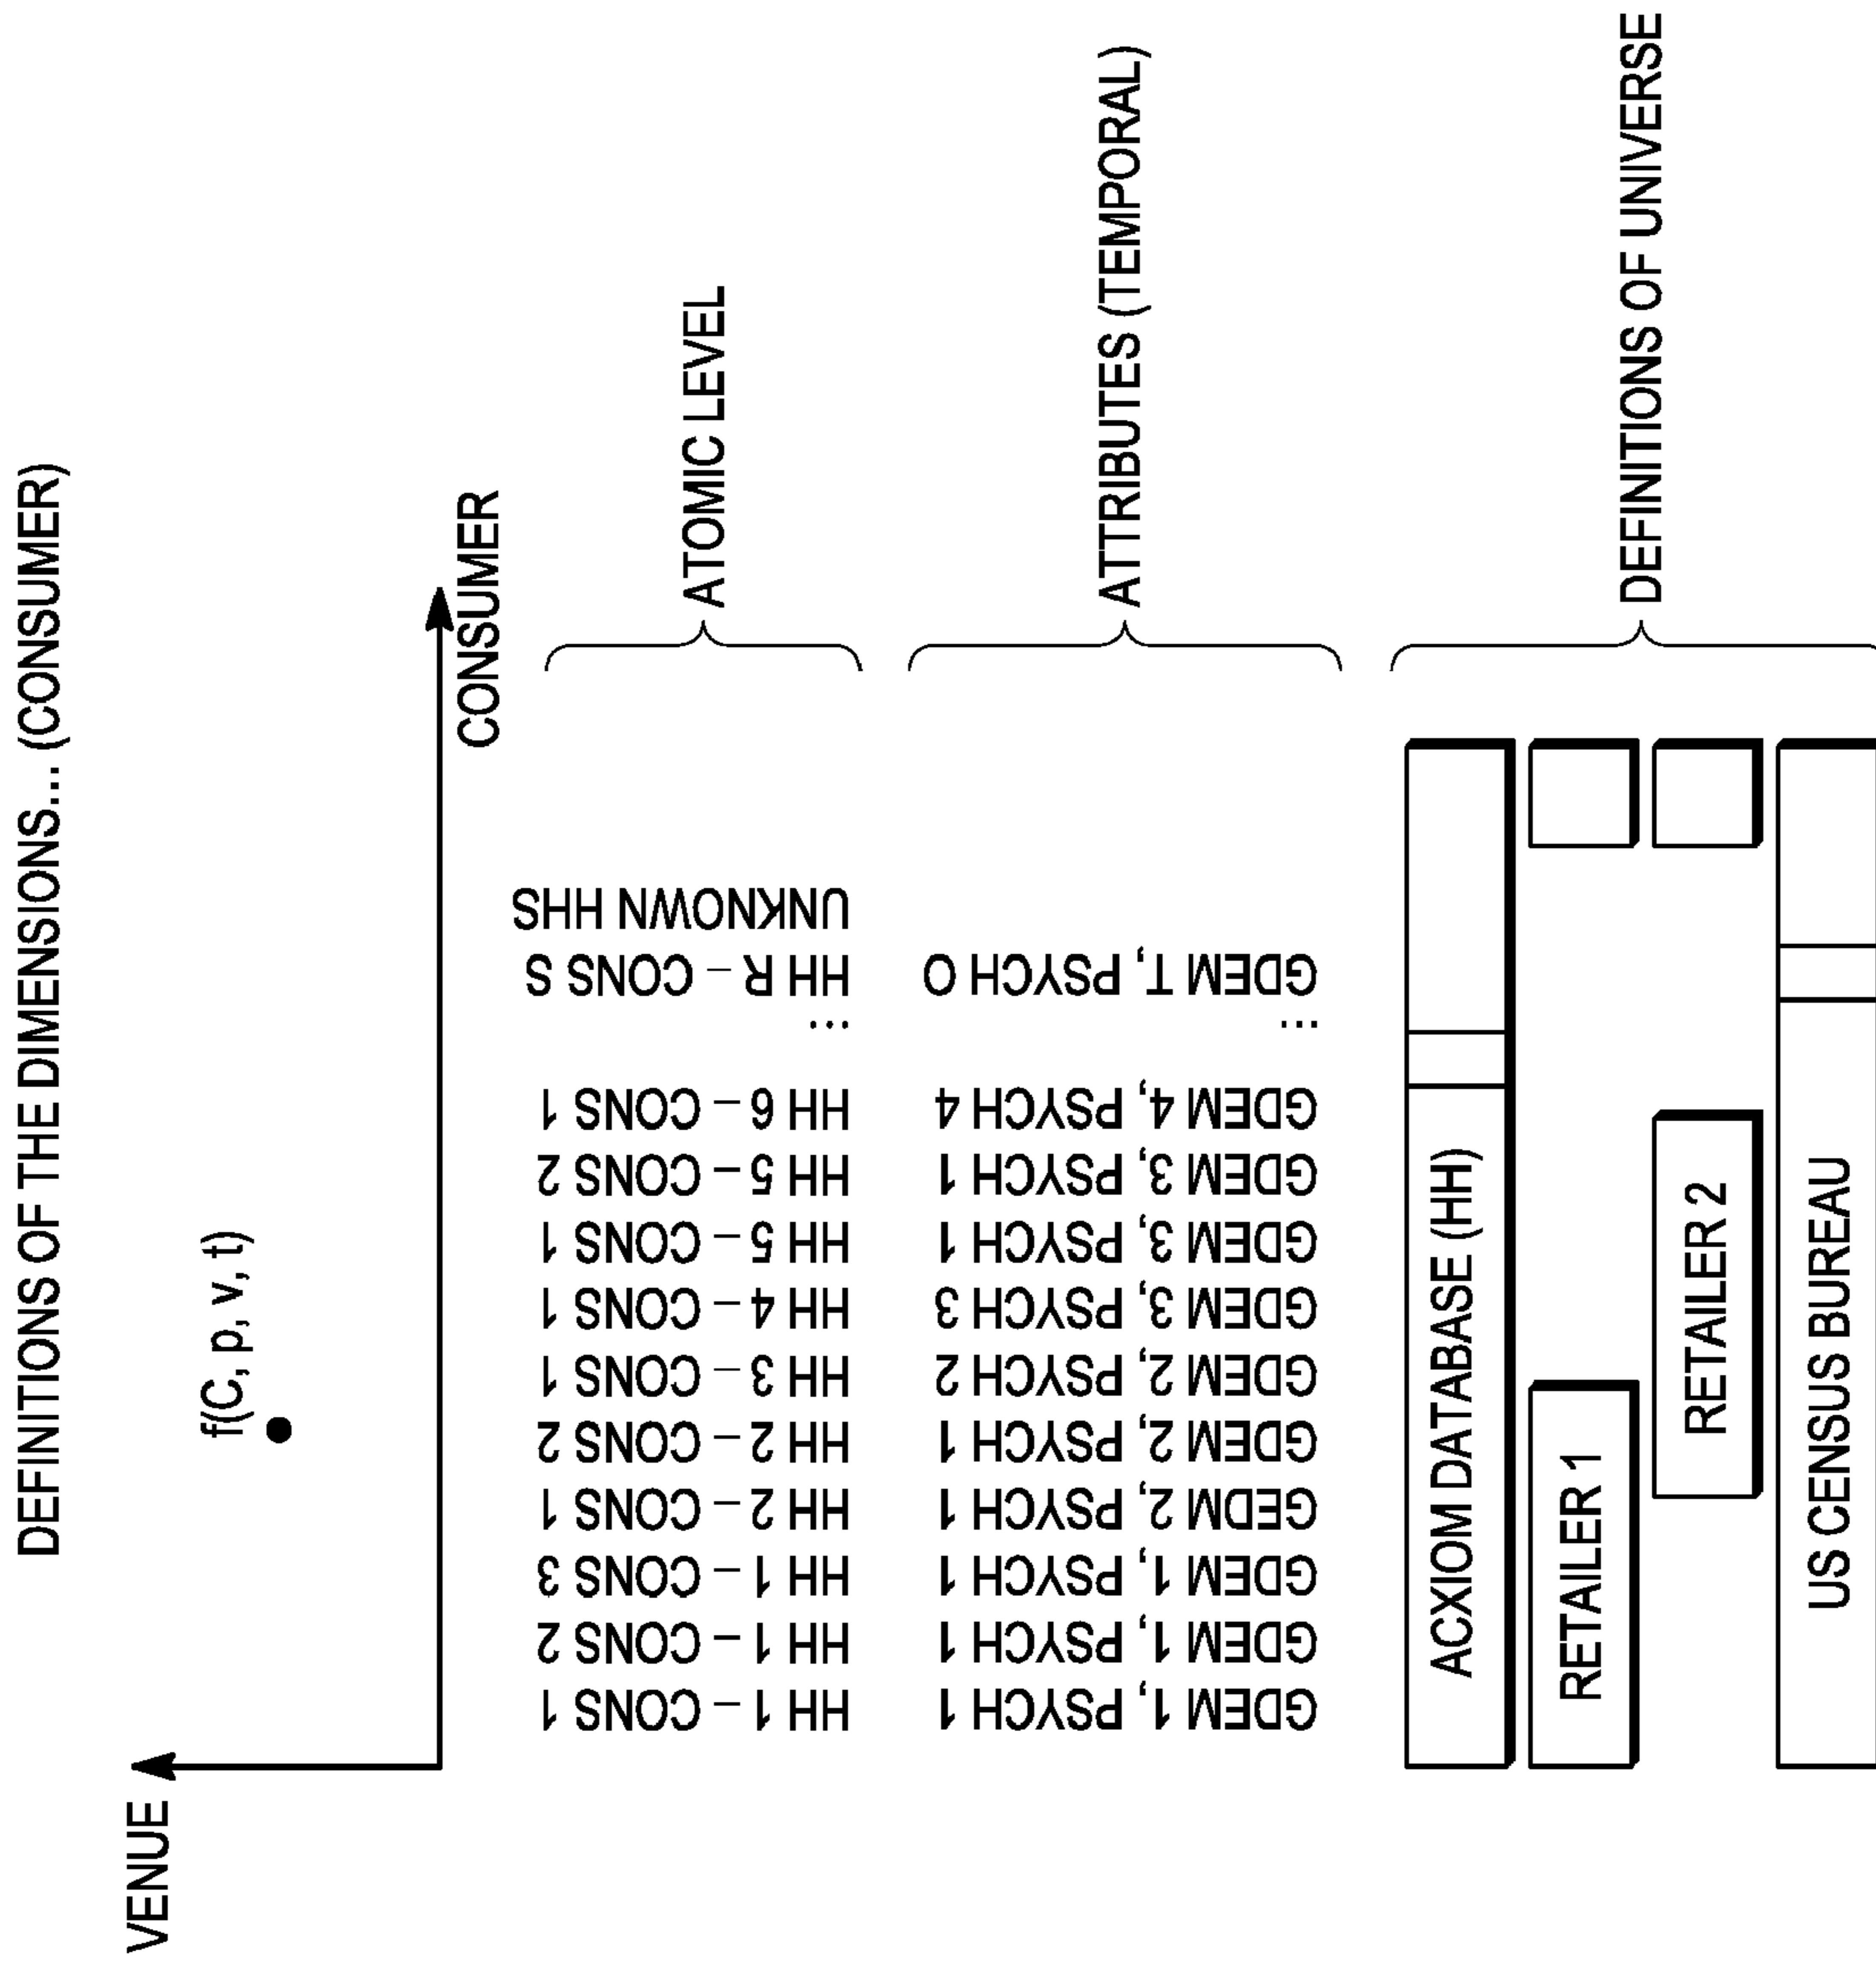 DEFINITIONS OF THE DIMENSIONS... (CONSUMER)
VENUE
f(C, p, v, t)
CONSUMER
HH 1 – CONS 1
HH 1 – CONS 2
HH 1 – CONS 3
HH 2 – CONS 1
HH 2 – CONS 2
HH 3 – CONS 1
HH 4 – CONS 1
HH 5 – CONS 1
HH 5 – CONS 2
HH 6 – CONS 1
...
HH R – CONS S
UNKNOWN HHS
ATOMIC LEVEL
GDEM 1, PSYCH 1
GDEM 1, PSYCH 1
GDEM 1, PSYCH 1
GEDM 2, PSYCH 1
GDEM 2, PSYCH 1
GDEM 2, PSYCH 2
GDEM 3, PSYCH 3
GDEM 3, PSYCH 1
GDEM 3, PSYCH 1
GDEM 4, PSYCH 4
...
GDEM T, PSYCH O
ATTRIBUTES (TEMPORAL)
ACXIOM DATABASE (HH)
RETAILER 1
RETAILER 2
US CENSUS BUREAU
DEFINITIONS OF UNIVERSE